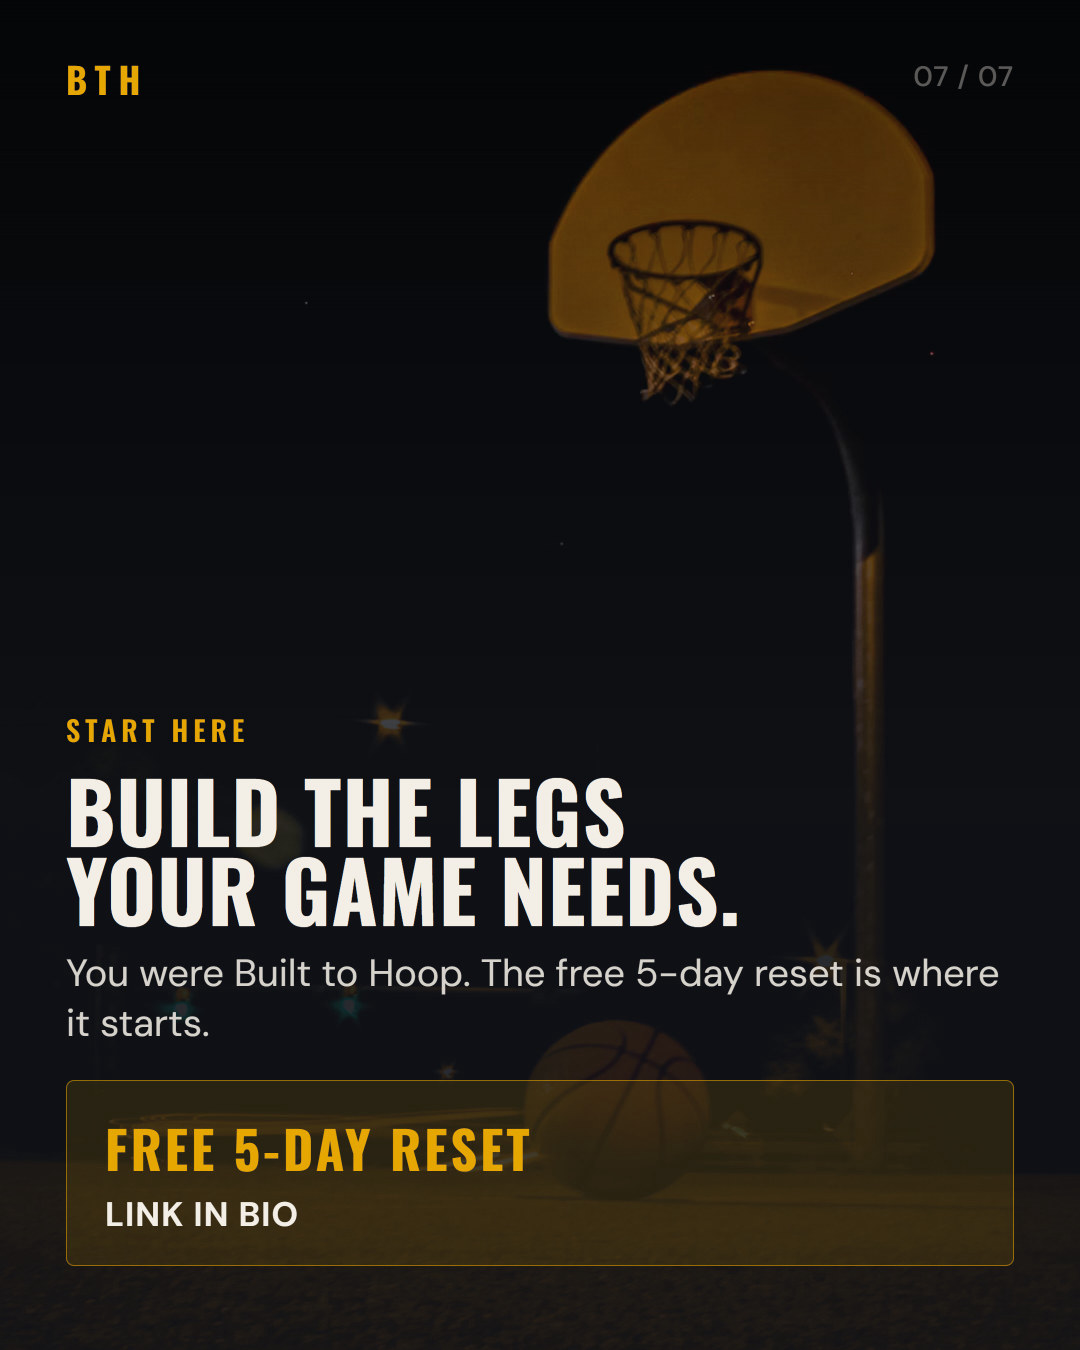 BTH
07 / 07
START HERE
BUILD THE LEGS
YOUR GAME NEEDS.
You were Built to Hoop. The free 5-day reset is where
it starts.
FREE 5-DAY RESET
LINK IN BIO